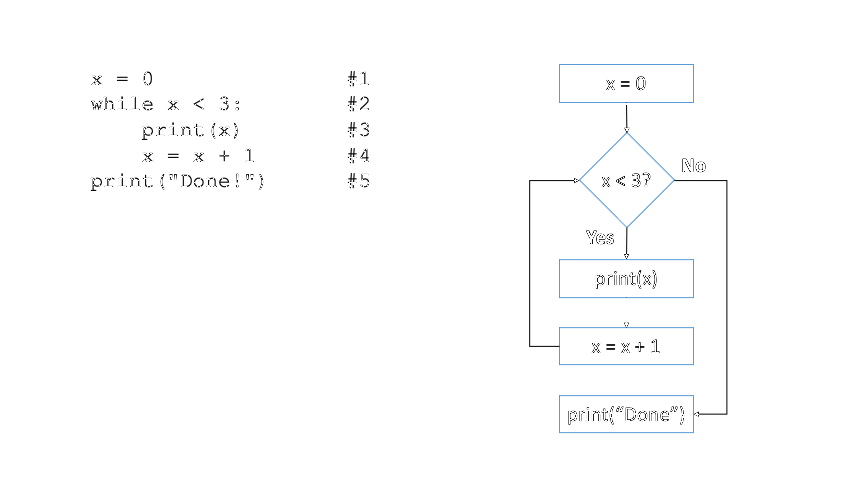 x = 0 #1
while x < 3: #2
    print(x) #3
    x = x + 1 #4
print("Done!") #5
x = 0
x < 3?
No
Yes
print(x)
x = x + 1
print(“Done”)